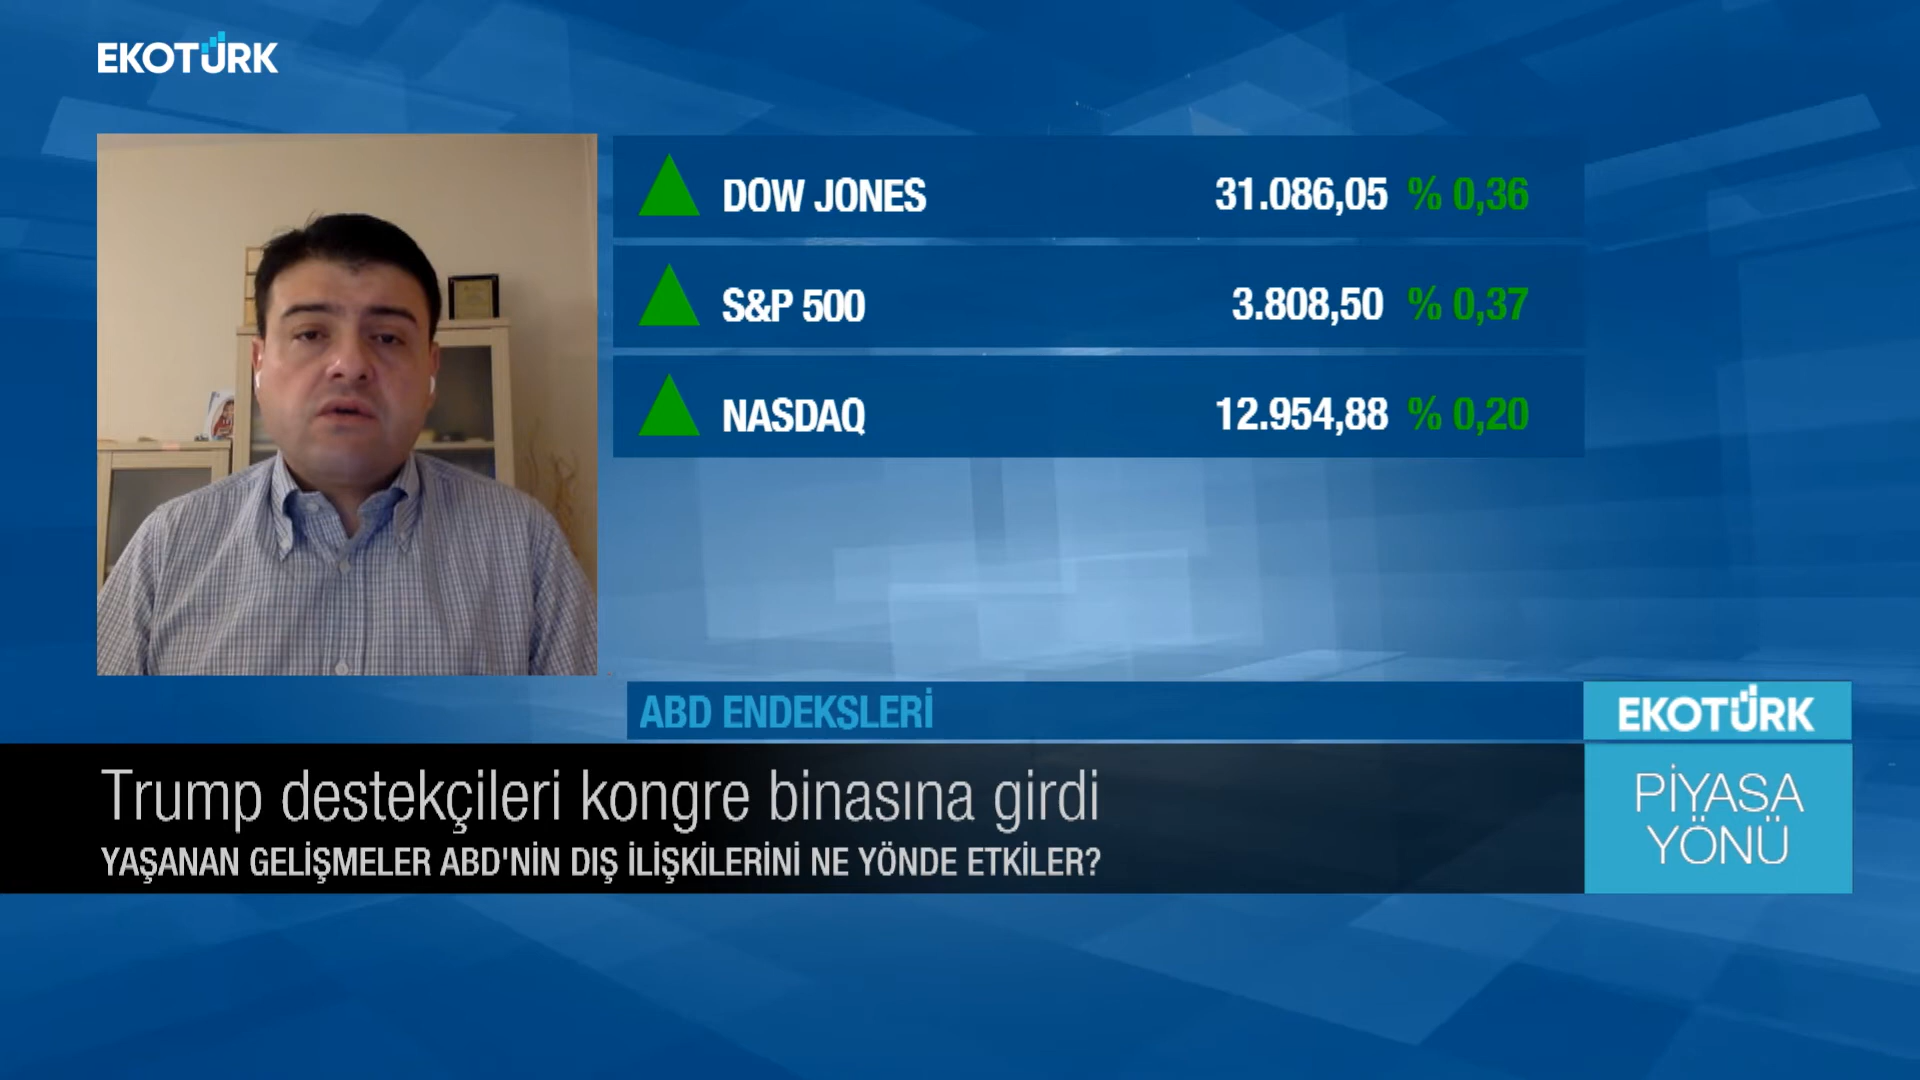 EKOTÜRK
DOW JONES 31.086,05 % 0,36
S&P 500 3.808,50 % 0,37
NASDAQ 12.954,88 % 0,20
ABD ENDEKSLERİ
EKOTÜRK
Trump destekçileri kongre binasına girdi
YAŞANAN GELİŞMELER ABD'NİN DIŞ İLİŞKİLERİNİ NE YÖNDE ETKİLER?
PİYASA
YÖNÜ